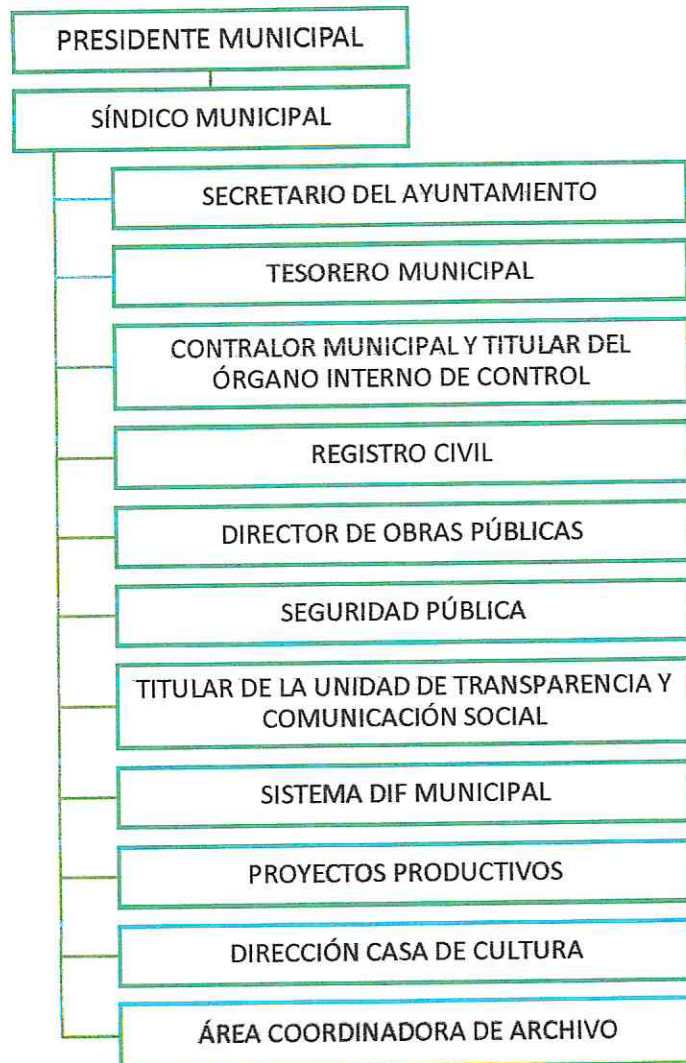 PRESIDENTE MUNICIPAL
SÍNDICO MUNICIPAL
SECRETARIO DEL AYUNTAMIENTO
TESORERO MUNICIPAL
CONTRALOR MUNICIPAL Y TITULAR DEL
ÓRGANO INTERNO DE CONTROL
REGISTRO CIVIL
DIRECTOR DE OBRAS PÚBLICAS
SEGURIDAD PÚBLICA
TITULAR DE LA UNIDAD DE TRANSPARENCIA Y
COMUNICACIÓN SOCIAL
SISTEMA DIF MUNICIPAL
PROYECTOS PRODUCTIVOS
DIRECCIÓN CASA DE CULTURA
ÁREA COORDINADORA DE ARCHIVO